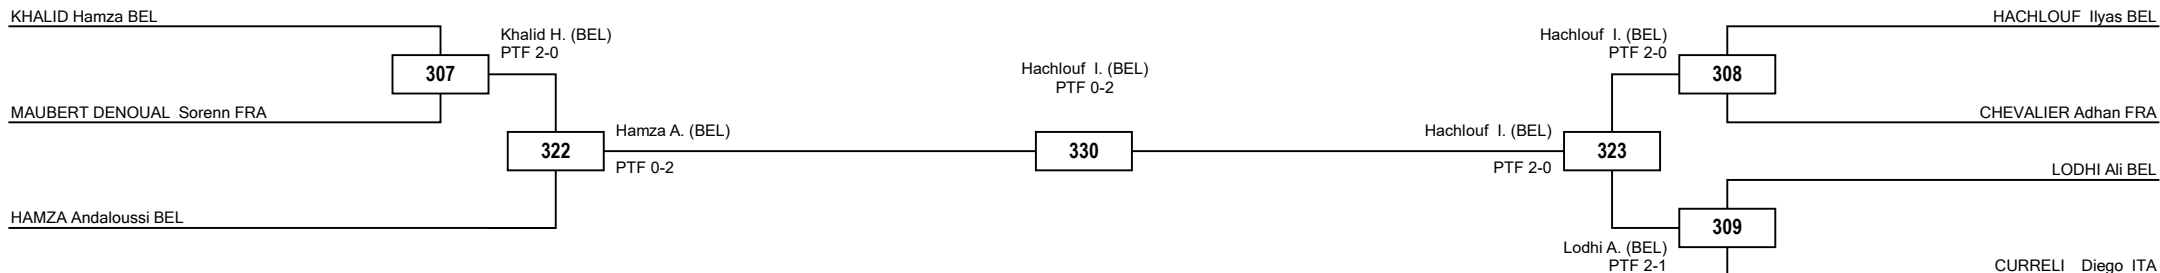 KHALID Hamza BEL
HACHLOUF Ilyas BEL
Khalid H. (BEL)
PTF 2-0
Hachlouf I. (BEL)
PTF 2-0
307
Hachlouf I. (BEL)
PTF 0-2
308
MAUBERT DENOUAL Sorenn FRA
CHEVALIER Adhan FRA
Hamza A. (BEL)
Hachlouf I. (BEL)
322
330
323
PTF 0-2
PTF 2-0
LODHI Ali BEL
HAMZA Andaloussi BEL
309
Lodhi A. (BEL)
PTF 2-1
CURRELI Diego ITA